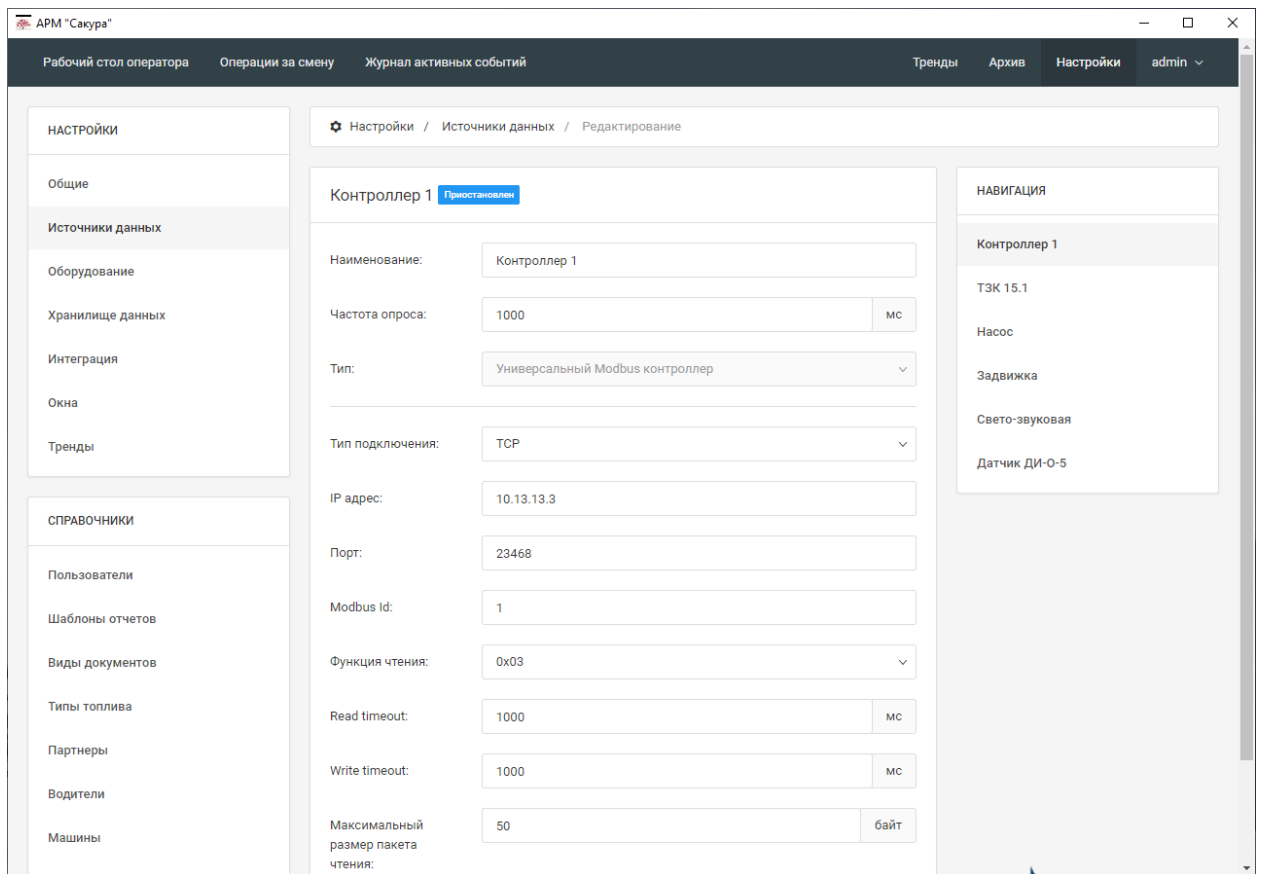 АРМ "Сакура"
Рабочий стол оператора Операции за смену Журнал активных событий Тренды Архив Настройки admin
НАСТРОЙКИ
Общие
Источники данных
Оборудование
Хранилище данных
Интеграция
Окна
Тренды
СПРАВОЧНИКИ
Пользователи
Шаблоны отчетов
Виды документов
Типы топлива
Партнеры
Водители
Машины
Настройки / Источники данных / Редактирование
Контроллер 1 Приостановлен
Наименование: Контроллер 1
Частота опроса: 1000 мс
Тип: Универсальный Modbus контроллер
Тип подключения: TCP
IP адрес: 10.13.13.3
Порт: 23468
Modbus Id: 1
Функция чтения: 0x03
Read timeout: 1000 мс
Write timeout: 1000 мс
Максимальный 50 байт
размер пакета
чтения:
НАВИГАЦИЯ
Контроллер 1
ТЗК 15.1
Насос
Задвижка
Свето-звуковая
Датчик ДИ-О-5